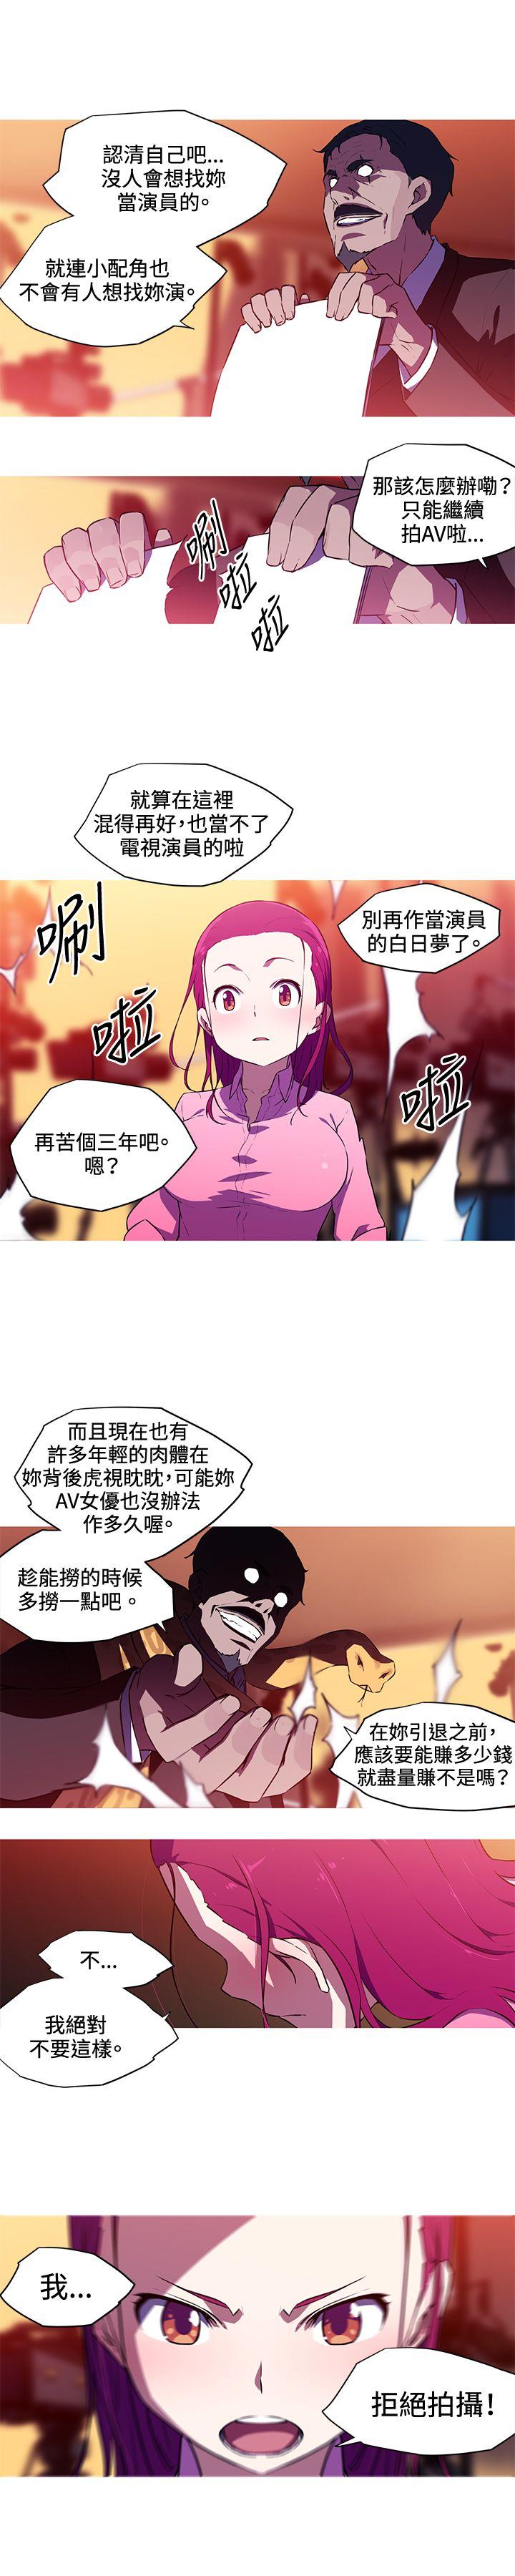 認清自己吧...
沒人會想找妳
當演員的。
就連小配角也
不會有人想找妳演。
那該怎麼辦嘞?
只能繼續
拍AV啦...
唰
啦
啦
就算在這裡
混得再好,也當不了
電視演員的啦
唰
別再作當演員
的白日夢了。
啦
啦
再苦個三年吧。
嗯?
而且現在也有
許多年輕的肉體在
妳背後虎視眈眈,可能妳
AV女優也沒辦法
作多久喔。
趁能撈的時候
多撈一點吧。
在妳引退之前,
應該要能賺多少錢
就盡量賺不是嗎?
不...
我絕對
不要這樣。
我...
拒絕拍攝!